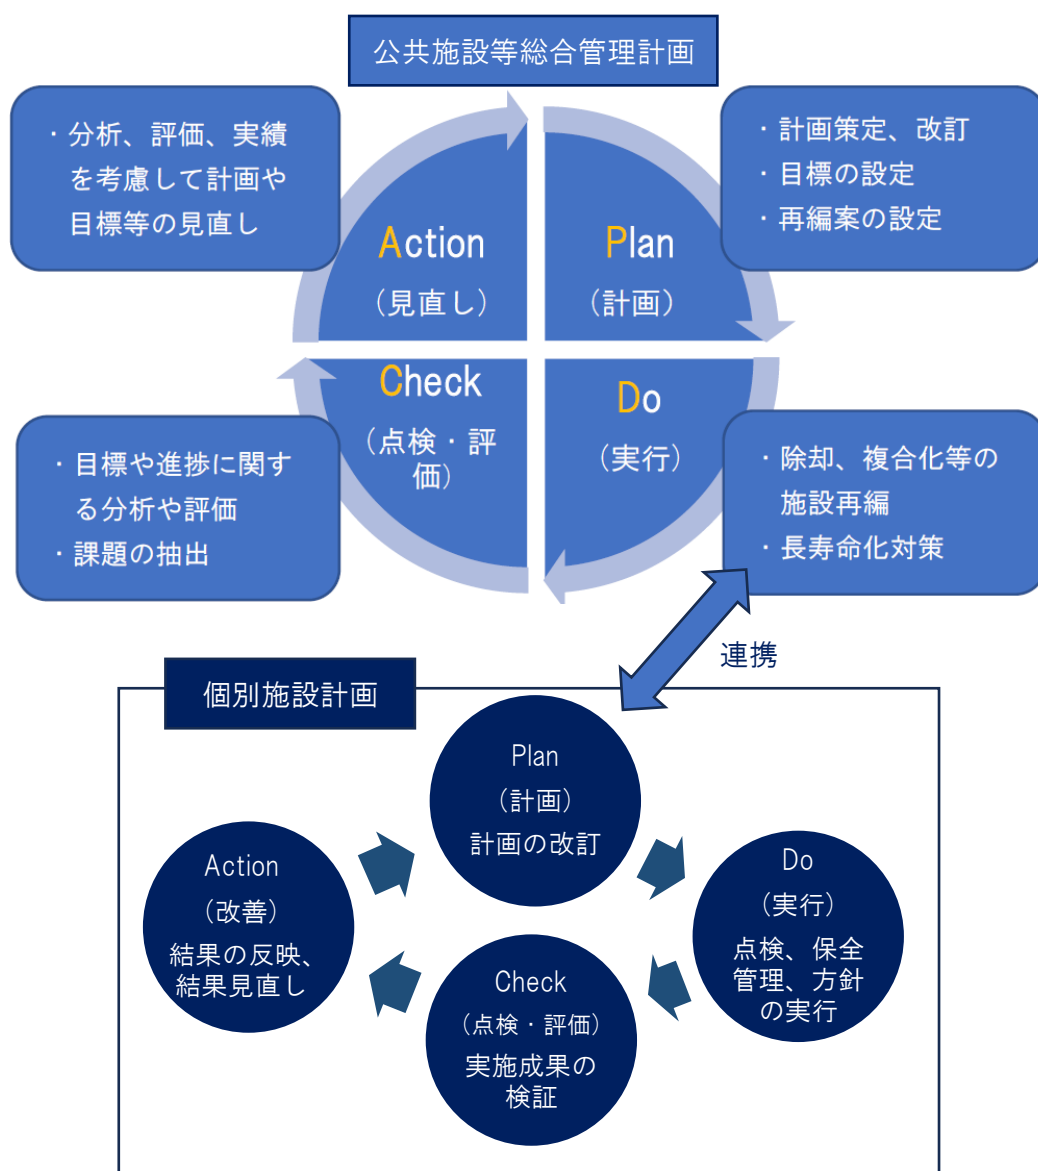 公共施設等総合管理計画
・分析、評価、実績
を考慮して計画や
目標等の見直し
・計画策定、改訂
・目標の設定
・再編案の設定
Action
(見直し)
Plan
(計画)
Check
(点検・評
価)
Do
(実行)
・目標や進捗に関す
る分析や評価
・課題の抽出
・除却、複合化等の
施設再編
・長寿命化対策
連携
個別施設計画
Plan
(計画)
計画の改訂
Action
(改善)
結果の反映、
結果見直し
Do
(実行)
点検、保全
管理、方針
の実行
Check
(点検・評価)
実施成果の
検証